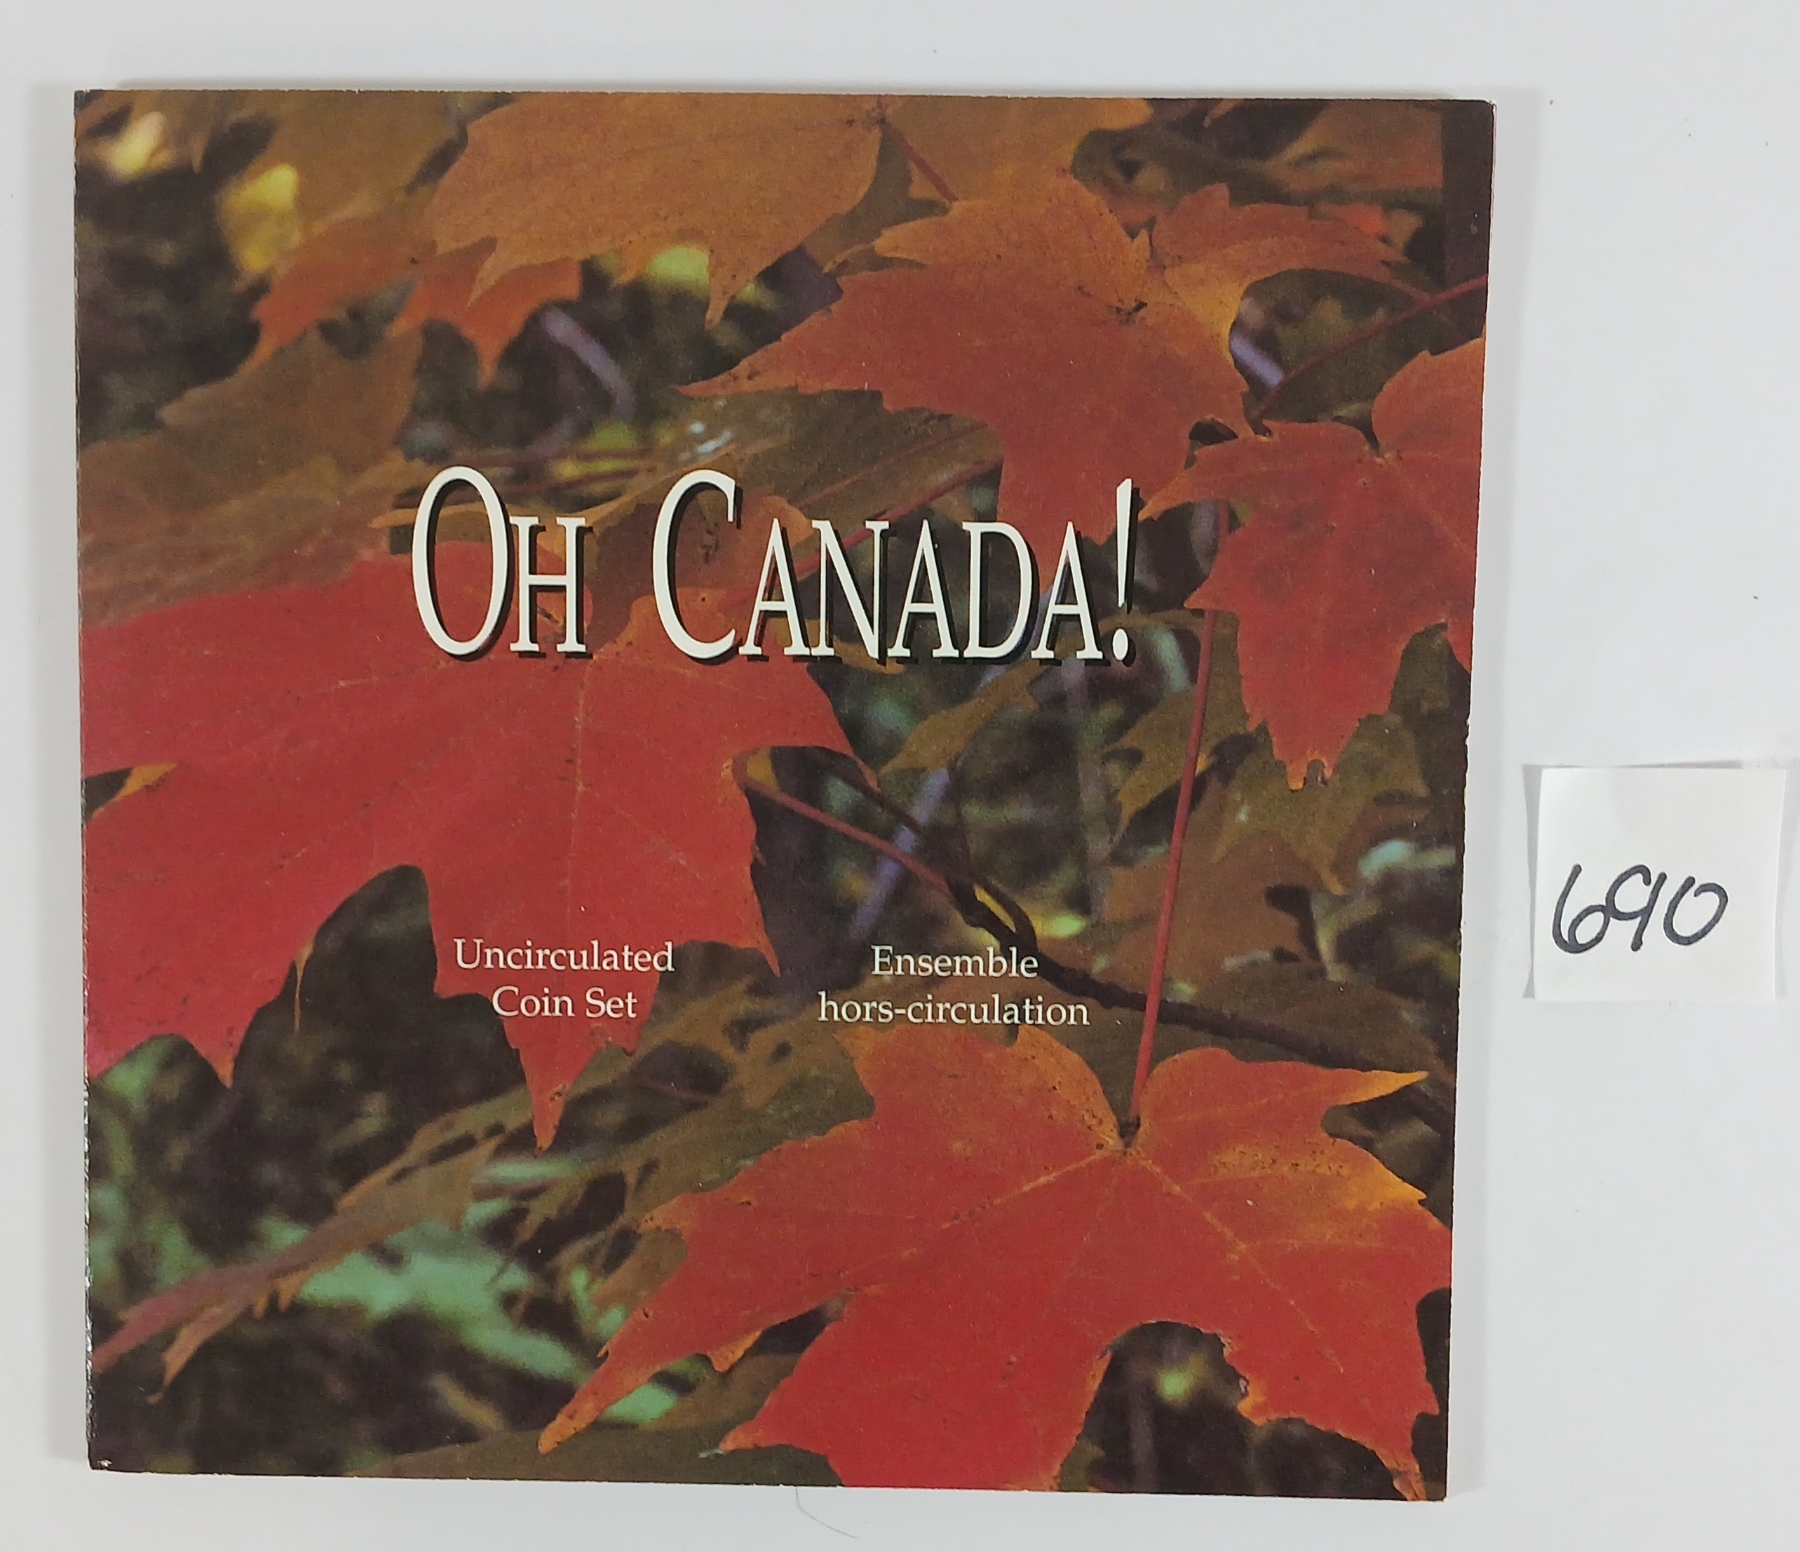 OH CANADA!
Uncirculated
Coin Set
Ensemble
hors-circulation
690